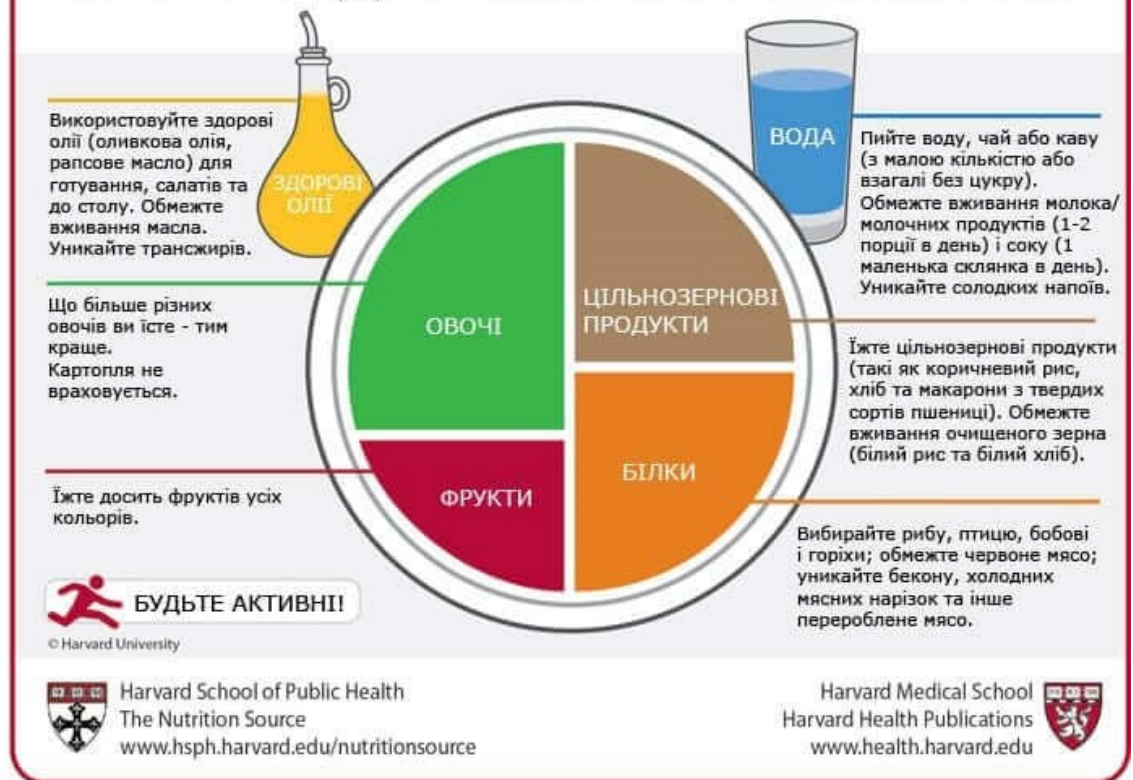 Використовуйте здорові
олії (оливкова олія,
рапсове масло) для
готування, салатів та
до столу. Обмежте
вживання масла.
Уникайте трансжирів.
ЗДОРОВІ
ОЛІЇ
ВОДА
Пийте воду, чай або каву
(з малою кількістю або
взагалі без цукру).
Обмежте вживання молока/
молочних продуктів (1-2
порції в день) і соку (1
маленька склянка в день).
Уникайте солодких напоїв.
Що більше різних
овочів ви їсте - тим
краще.
Картопля не
враховується.
ОВОЧІ
ЦІЛЬНОЗЕРНОВІ
ПРОДУКТИ
Їжте цільнозернові продукти
(такі як коричневий рис,
хліб та макарони з твердих
сортів пшениці). Обмежте
вживання очищеного зерна
(білий рис та білий хліб).
Їжте досить фруктів усіх
кольорів.
ФРУКТИ
БІЛКИ
Вибирайте рибу, птицю, бобові
і горіхи; обмежте червоне мясо;
уникайте бекону, холодних
мясних нарізок та інше
перероблене мясо.
БУДЬТЕ АКТИВНІ!
© Harvard University
Harvard School of Public Health
The Nutrition Source
www.hsph.harvard.edu/nutritionsource
Harvard Medical School
Harvard Health Publications
www.health.harvard.edu